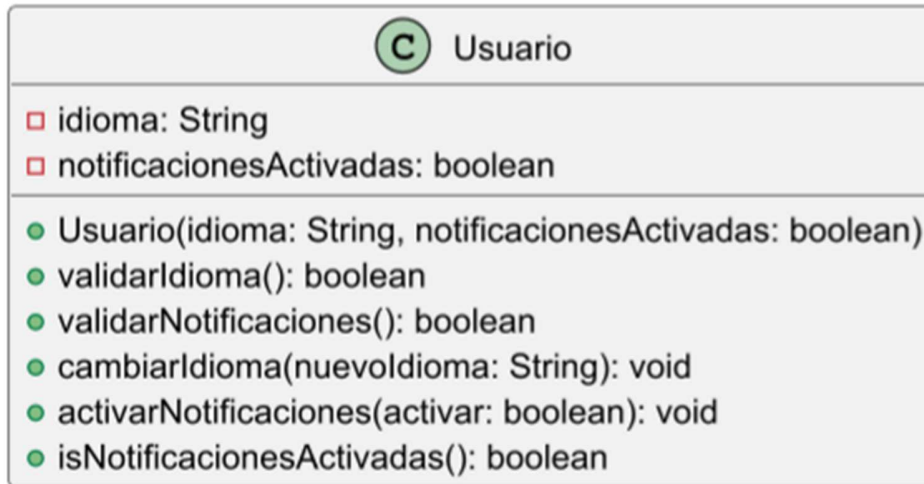 C Usuario
idioma: String
notificacionesActivadas: boolean
Usuario(idioma: String, notificacionesActivadas: boolean)
validarIdioma(): boolean
validarNotificaciones(): boolean
cambiarIdioma(nuevoIdioma: String): void
activarNotificaciones(activar: boolean): void
isNotificacionesActivadas(): boolean